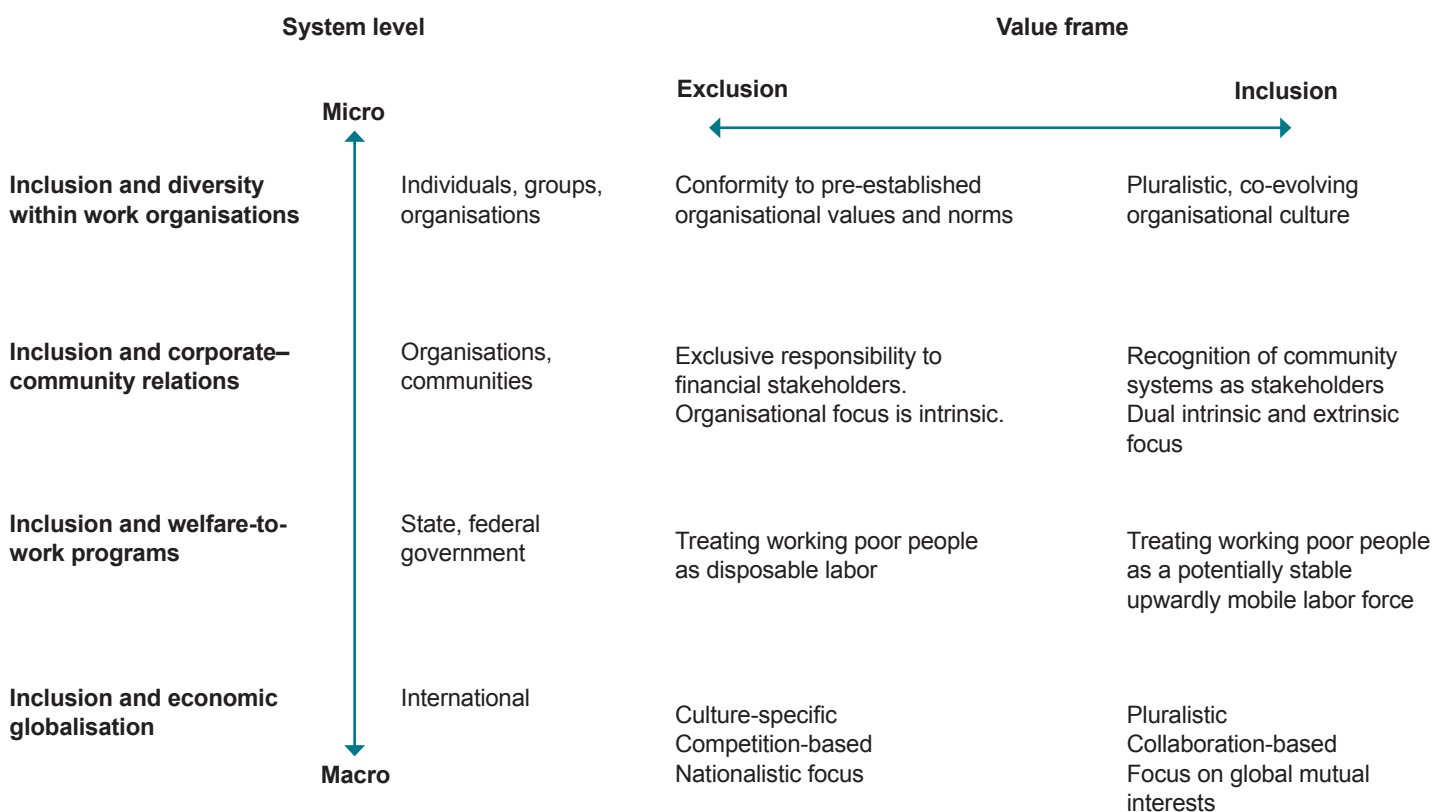 System level
Value frame
Exclusion
Inclusion
Micro
Inclusion and diversity
within work organisations
Individuals, groups,
organisations
Conformity to pre-established
organisational values and norms
Pluralistic, co-evolving
organisational culture
Inclusion and corporate–
community relations
Organisations,
communities
Exclusive responsibility to
financial stakeholders.
Organisational focus is intrinsic.
Recognition of community
systems as stakeholders
Dual intrinsic and extrinsic
focus
Inclusion and welfare-to-
work programs
State, federal
government
Treating working poor people
as disposable labor
Treating working poor people
as a potentially stable
upwardly mobile labor force
Inclusion and economic
globalisation
International
Culture-specific
Competition-based
Nationalistic focus
Pluralistic
Collaboration-based
Focus on global mutual
interests
Macro